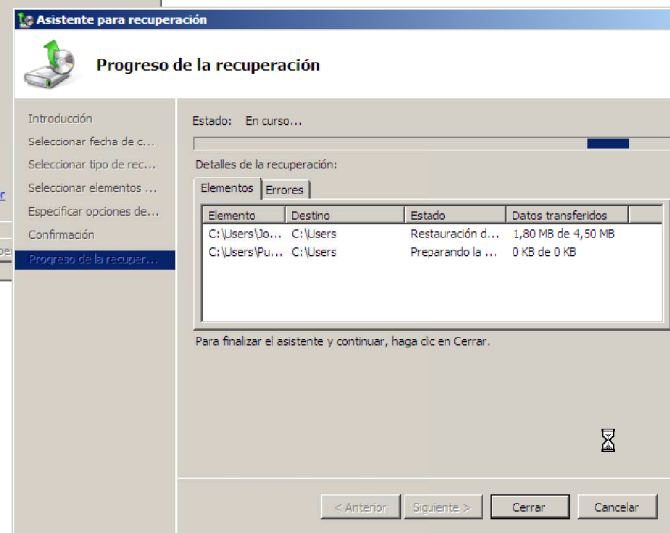 Asistente para recuperación
Progreso de la recuperación
Introducción
Seleccionar fecha de c...
Seleccionar tipo de rec...
Seleccionar elementos ...
Especificar opciones de...
Confirmación
Progreso de la recuper...
Estado: En curso...
Detalles de la recuperación:
Elementos Errores
Elemento Destino Estado Datos transferidos
C:\Users\Jo... C:\Users Restauración d... 1,80 MB de 4,50 MB
C:\Users\Pu... C:\Users Preparando la ... 0 KB de 0 KB
Para finalizar el asistente y continuar, haga clic en Cerrar.
< Anterior Siguiente > Cerrar Cancelar